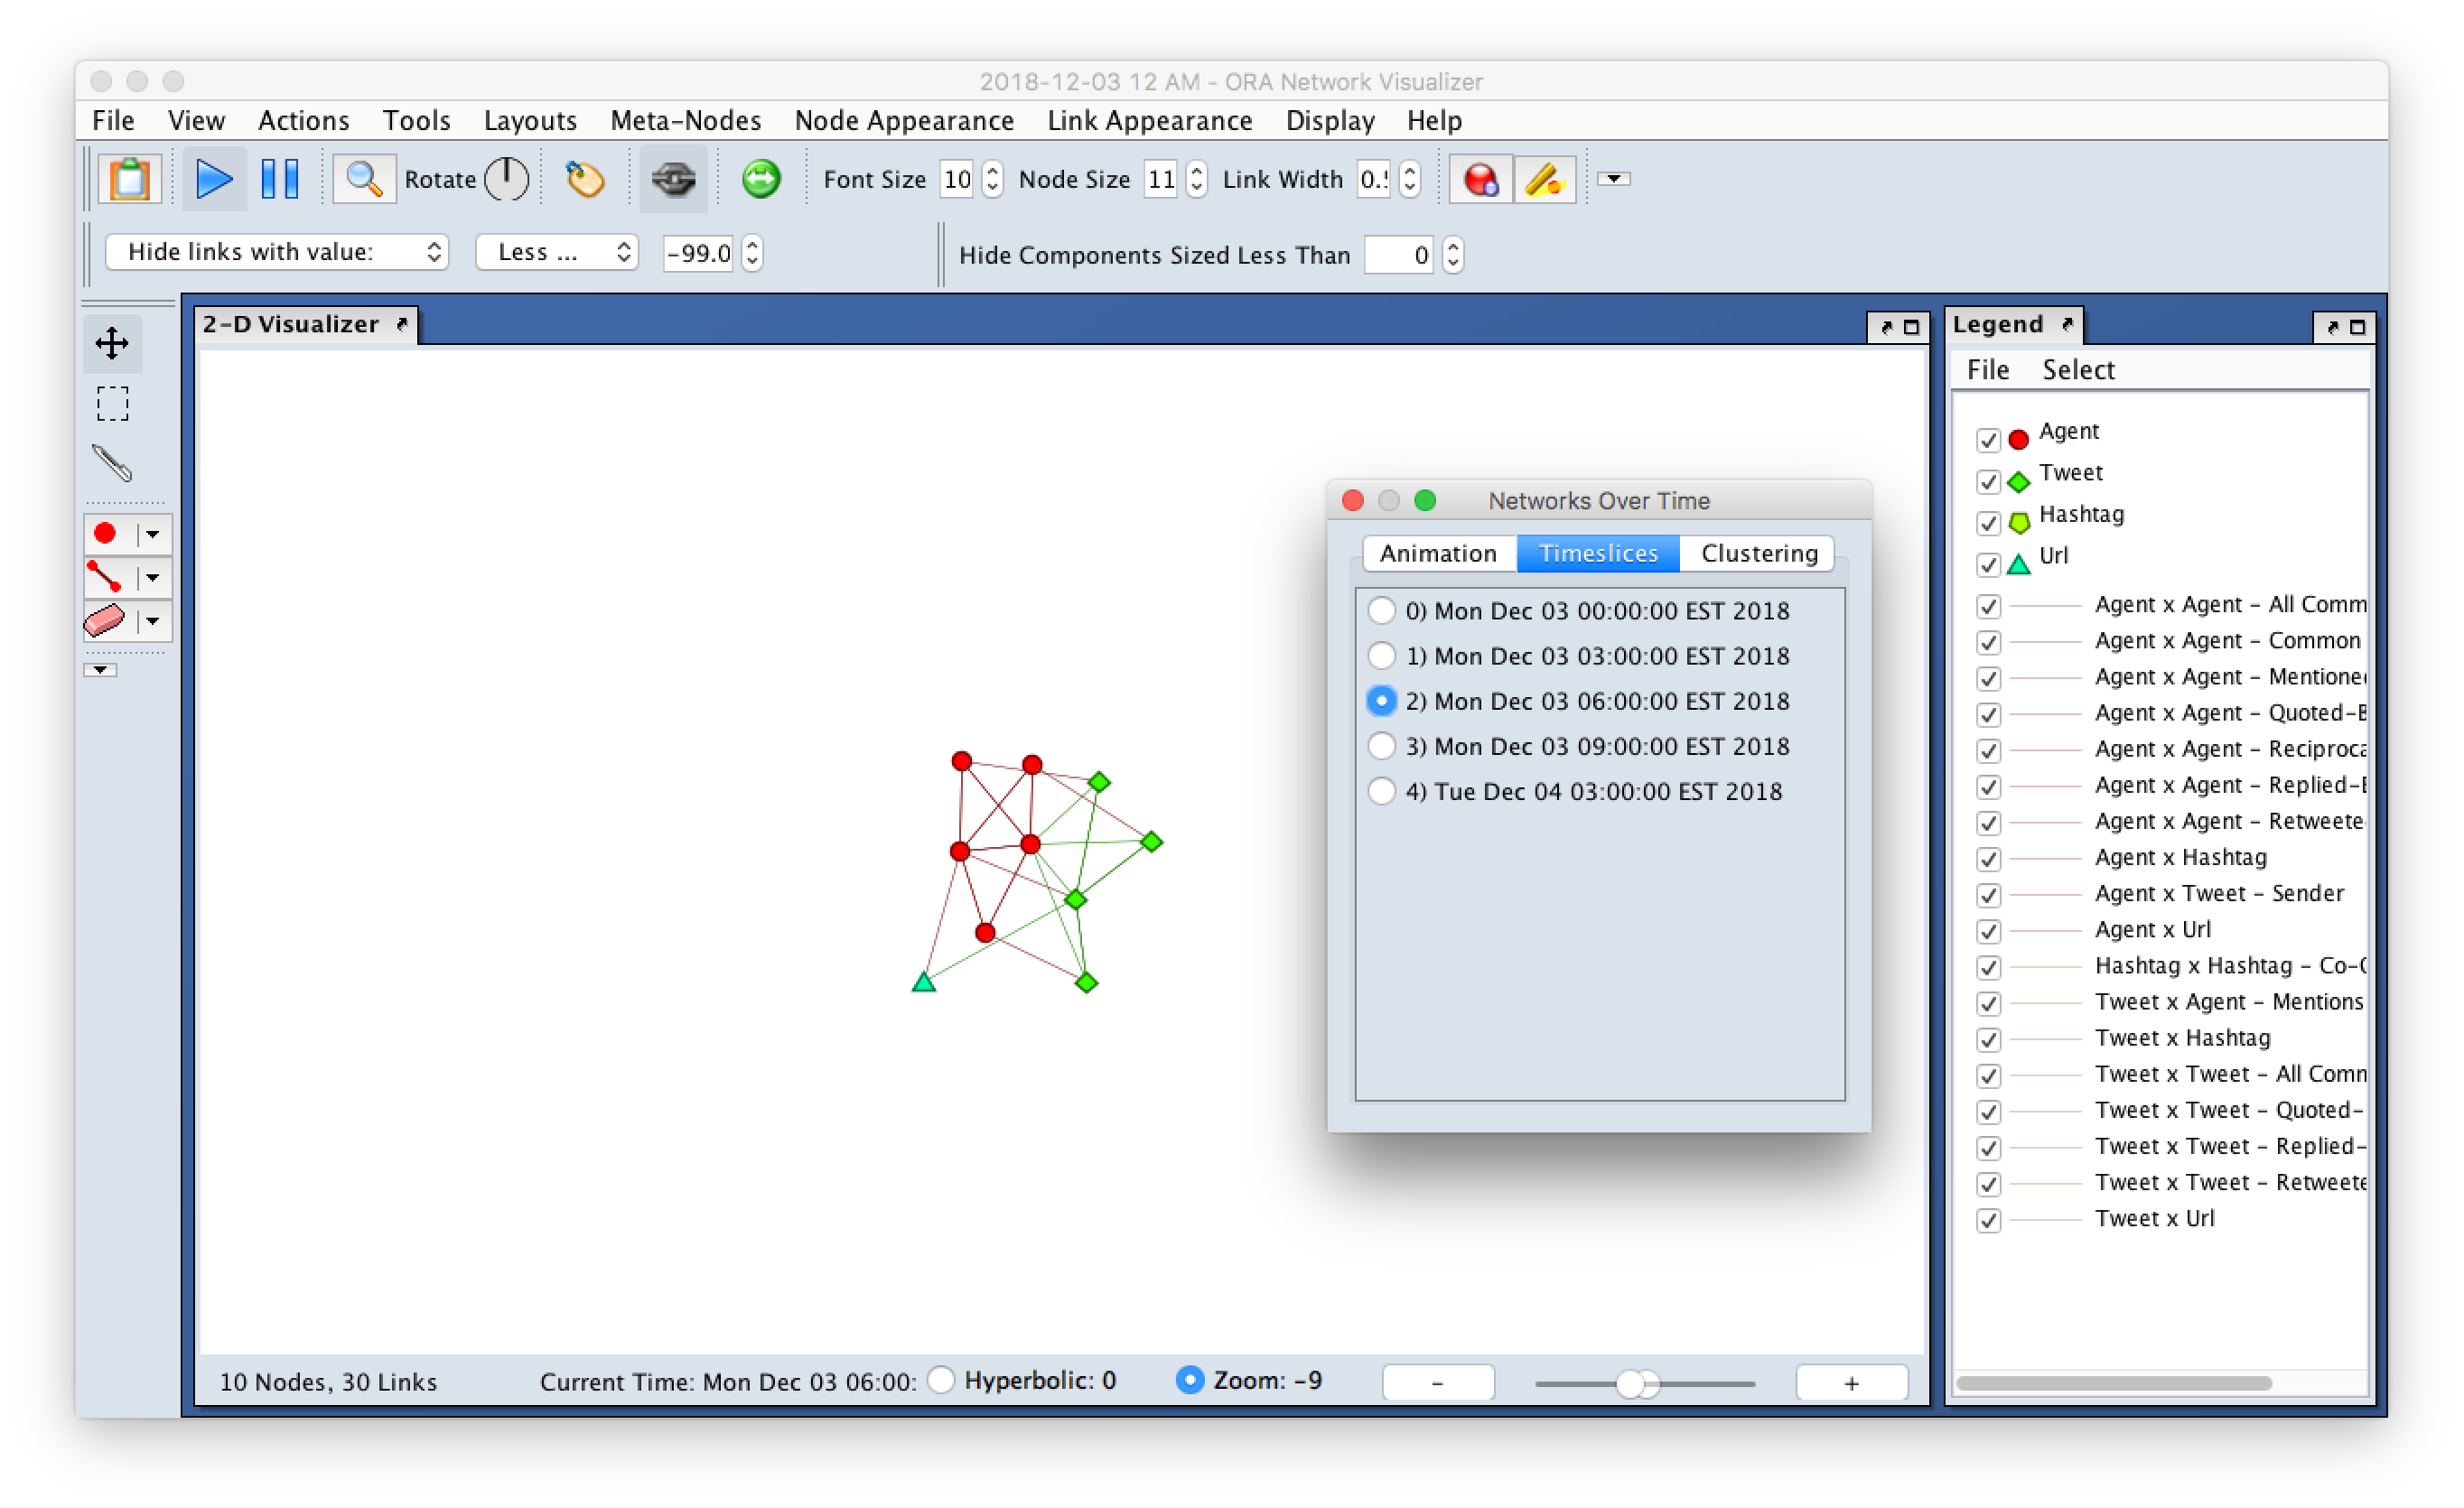 2018-12-03 12 AM - ORA Network Visualizer
File View Actions Tools Layouts Meta-Nodes Node Appearance Link Appearance Display Help
Rotate Font Size 10 Node Size 11 Link Width 0.
Hide links with value: Less ... -99.0 Hide Components Sized Less Than 0
2-D Visualizer
Legend
File Select
Agent
Tweet
Hashtag
Url
Agent x Agent - All Comm
Agent x Agent - Common
Agent x Agent - Mentione
Agent x Agent - Quoted-B
Agent x Agent - Reciproca
Agent x Agent - Replied-B
Agent x Agent - Retweete
Agent x Hashtag
Agent x Tweet - Sender
Agent x Url
Hashtag x Hashtag - Co-O
Tweet x Agent - Mentions
Tweet x Hashtag
Tweet x Tweet - All Comm
Tweet x Tweet - Quoted-
Tweet x Tweet - Replied-
Tweet x Tweet - Retweete
Tweet x Url
Networks Over Time
Animation Timeslices Clustering
0) Mon Dec 03 00:00:00 EST 2018
1) Mon Dec 03 03:00:00 EST 2018
2) Mon Dec 03 06:00:00 EST 2018
3) Mon Dec 03 09:00:00 EST 2018
4) Tue Dec 04 03:00:00 EST 2018
10 Nodes, 30 Links Current Time: Mon Dec 03 06:00: Hyperbolic: 0 Zoom: -9 - +